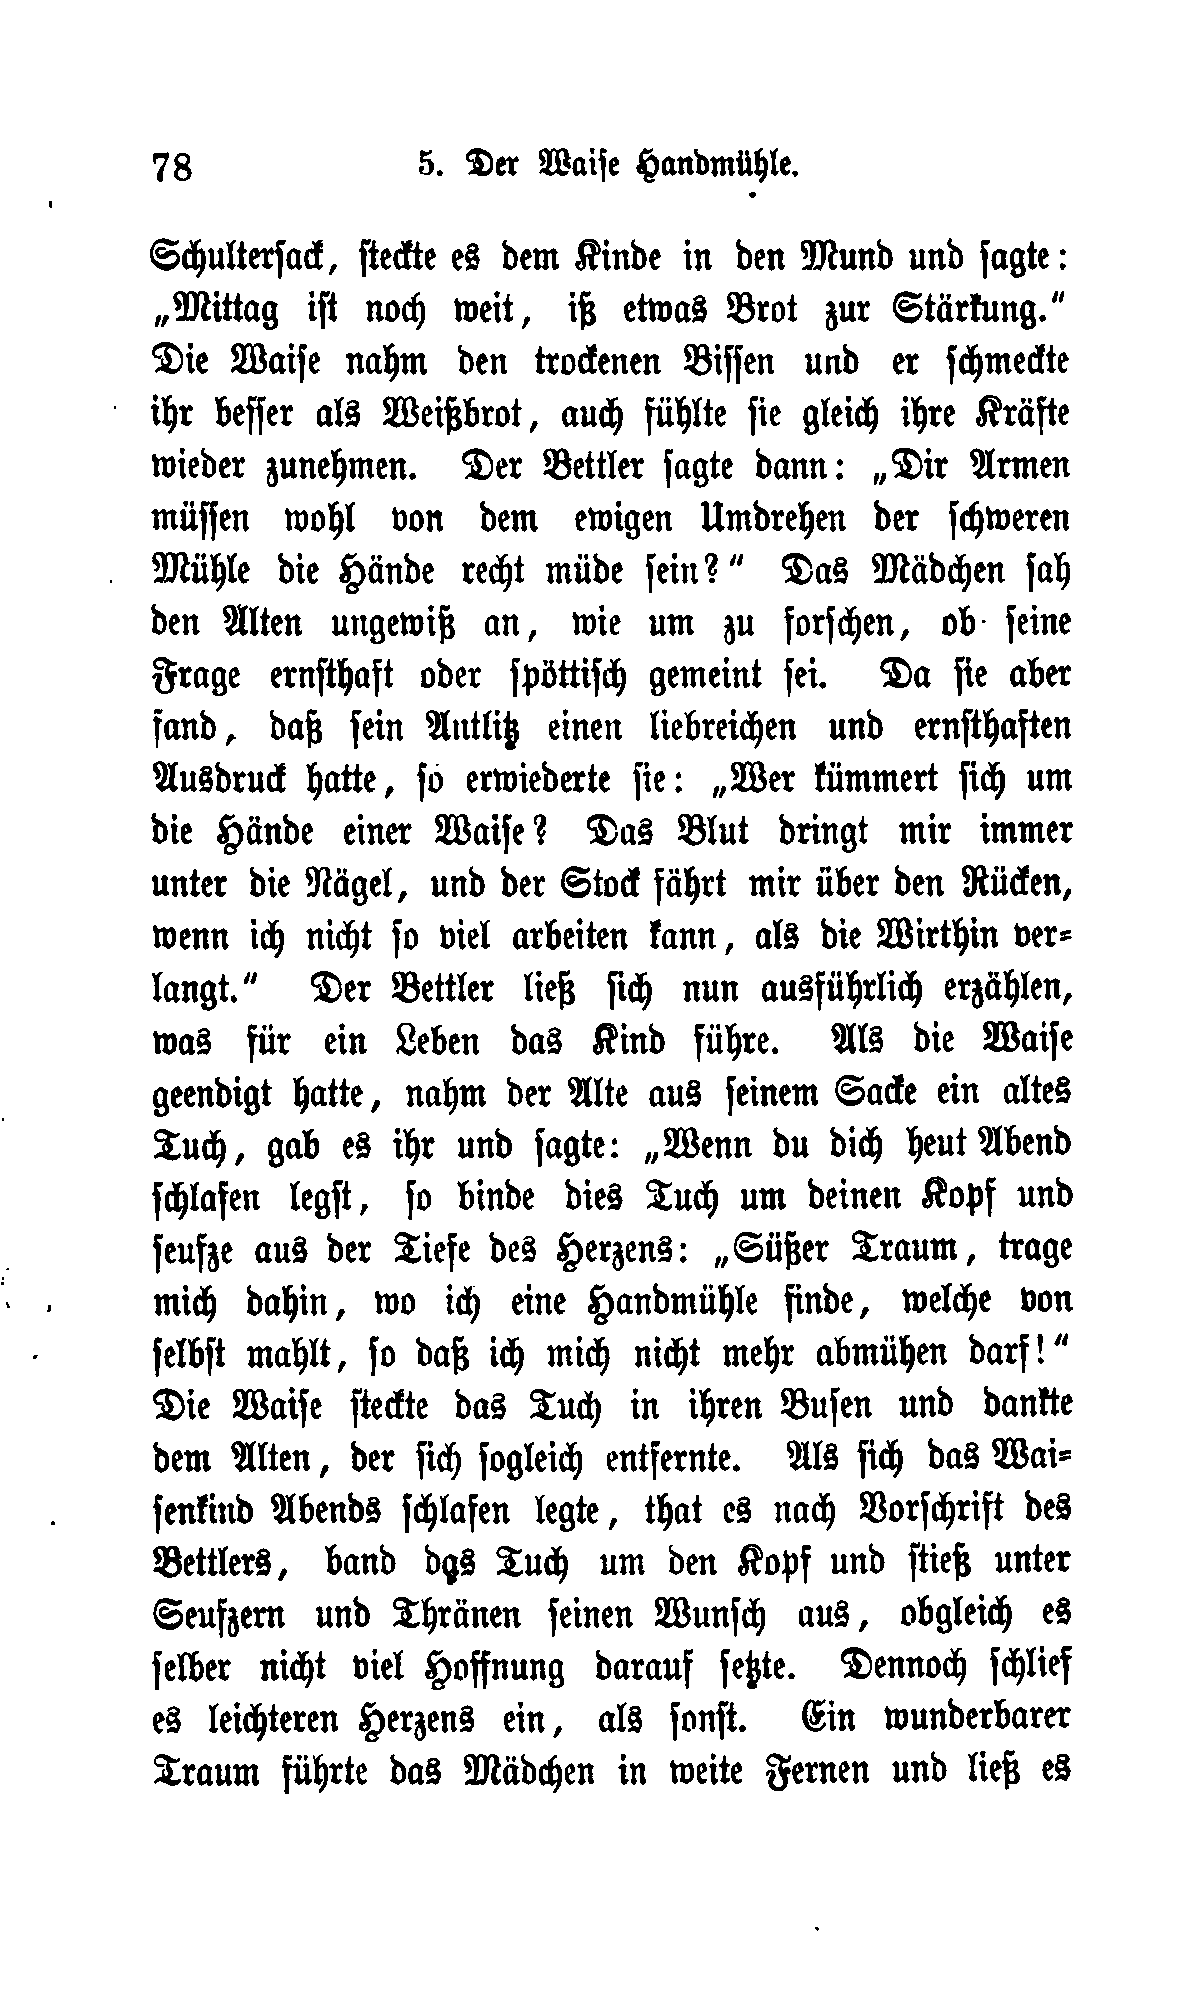 78 5. Der Waiſe Handmühle.
Schulterſack, ſteckte es dem Kinde in den Mund und ſagte:
„Mittag iſt noch weit, iß etwas Brot zur Stärkung.“
Die Waiſe nahm den trockenen Biſſen und er ſchmeckte
ihr beſſer als Weißbrot, auch fühlte ſie gleich ihre Kräfte
wieder zunehmen. Der Bettler ſagte dann: „Dir Armen
müſſen wohl von dem ewigen Umdrehen der ſchweren
Mühle die Hände recht müde ſein?“ Das Mädchen ſah
den Alten ungewiß an, wie um zu forſchen, ob ſeine
Frage ernſthaft oder ſpöttiſch gemeint ſei. Da ſie aber
fand, daß ſein Antlitz einen liebreichen und ernſthaften
Ausdruck hatte, ſo erwiederte ſie: „Wer kümmert ſich um
die Hände einer Waiſe? Das Blut dringt mir immer
unter die Nägel, und der Stock fährt mir über den Rücken,
wenn ich nicht ſo viel arbeiten kann, als die Wirthin ver-
langt.“ Der Bettler ließ ſich nun ausführlich erzählen,
was für ein Leben das Kind führe. Als die Waiſe
geendigt hatte, nahm der Alte aus ſeinem Sacke ein altes
Tuch, gab es ihr und ſagte: „Wenn du dich heut Abend
ſchlafen legſt, ſo binde dies Tuch um deinen Kopf und
ſeufze aus der Tiefe des Herzens: „Süßer Traum, trage
mich dahin, wo ich eine Handmühle finde, welche von
ſelbſt mahlt, ſo daß ich mich nicht mehr abmühen darf!“
Die Waiſe ſteckte das Tuch in ihren Buſen und dankte
dem Alten, der ſich ſogleich entfernte. Als ſich das Wai-
ſenkind Abends ſchlafen legte, that es nach Vorſchrift des
Bettlers, band das Tuch um den Kopf und ſtieß unter
Seufzern und Thränen ſeinen Wunſch aus, obgleich es
ſelber nicht viel Hoffnung darauf ſetzte. Dennoch ſchlief
es leichteren Herzens ein, als ſonſt. Ein wunderbarer
Traum führte das Mädchen in weite Fernen und ließ es